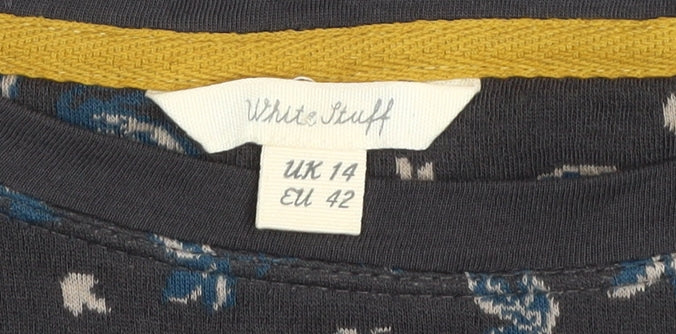 White Stuff
UK 14
EU 42